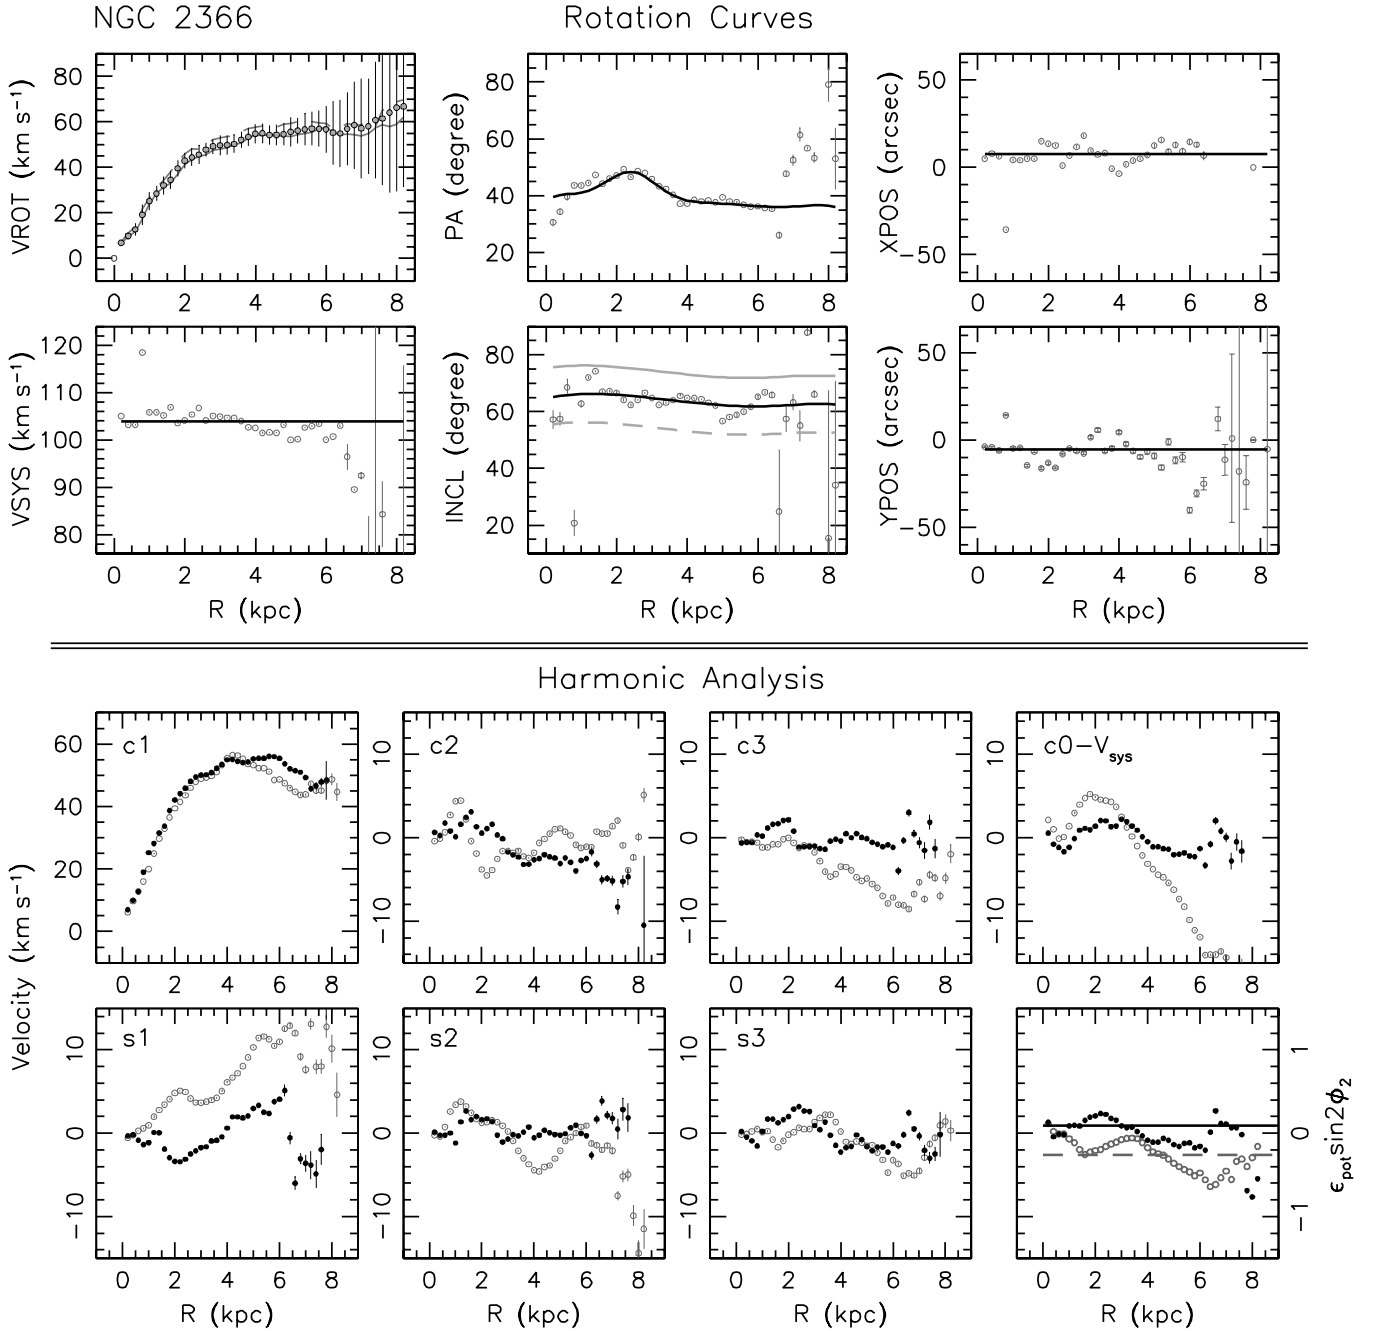 NGC 2366 Rotation Curves
VROT (km s⁻¹)
80
60
40
20
0
0 2 4 6 8
PA (degree)
80
60
40
20
0 2 4 6 8
XPOS (arcsec)
50
0
−50
0 2 4 6 8
VSYS (km s⁻¹)
120
110
100
90
80
0 2 4 6 8
R (kpc)
INCL (degree)
80
60
40
20
0 2 4 6 8
R (kpc)
YPOS (arcsec)
50
0
−50
0 2 4 6 8
R (kpc)
Harmonic Analysis
Velocity (km s⁻¹)
c1
60
40
20
0
0 2 4 6 8
c2
10
0
−10
0 2 4 6 8
c3
10
0
−10
0 2 4 6 8
c0−Vsys
10
0
−10
0 2 4 6 8
s1
10
0
−10
0 2 4 6 8
R (kpc)
s2
10
0
−10
0 2 4 6 8
R (kpc)
s3
10
0
−10
0 2 4 6 8
R (kpc)
1
0
−1
0 2 4 6 8
R (kpc)
ϵpot sin2ϕ₂